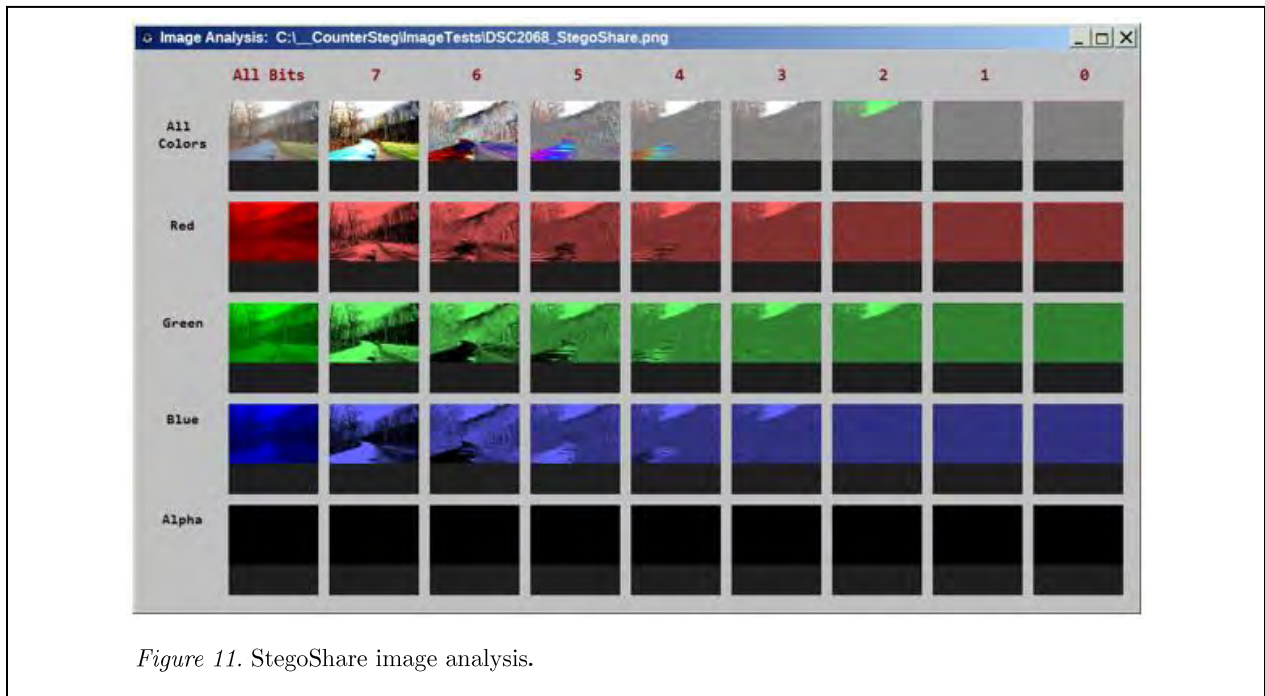 Image Analysis: C:\__CounterSteg\ImageTests\DSC2068_StegoShare.png
All Bits 7 6 5 4 3 2 1 0
All
Colors
Red
Green
Blue
Alpha
Figure 11. StegoShare image analysis.